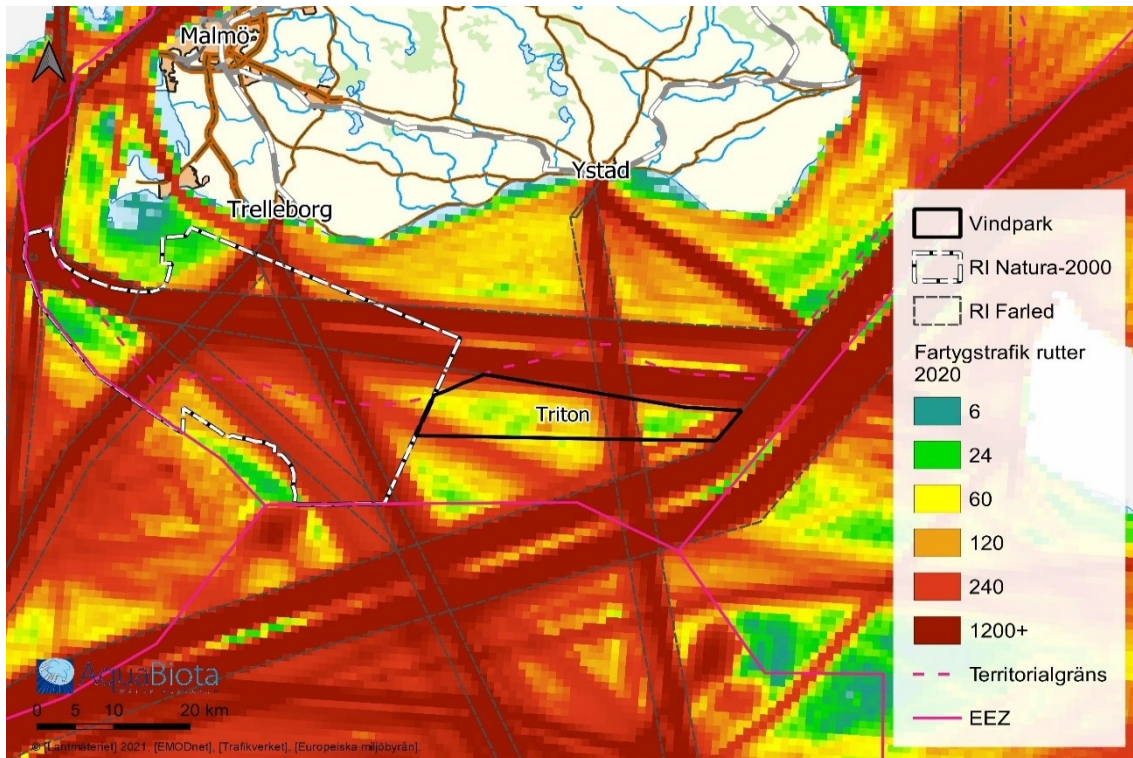 Malmö
Trelleborg
Ystad
Triton
Vindpark
RI Natura-2000
RI Farled
Fartygstrafik rutter
2020
6
24
60
120
240
1200+
Territorialgräns
EEZ
AquaBiota
0 5 10 20 km
© [Lantmäteriet] 2021, [EMODnet], [Trafikverket], [Europeiska miljöbyrån].